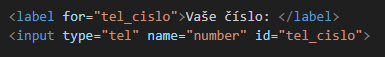 <label for="tel_cislo">Vaše číslo: </label>
<input type="tel" name="number" id="tel_cislo">